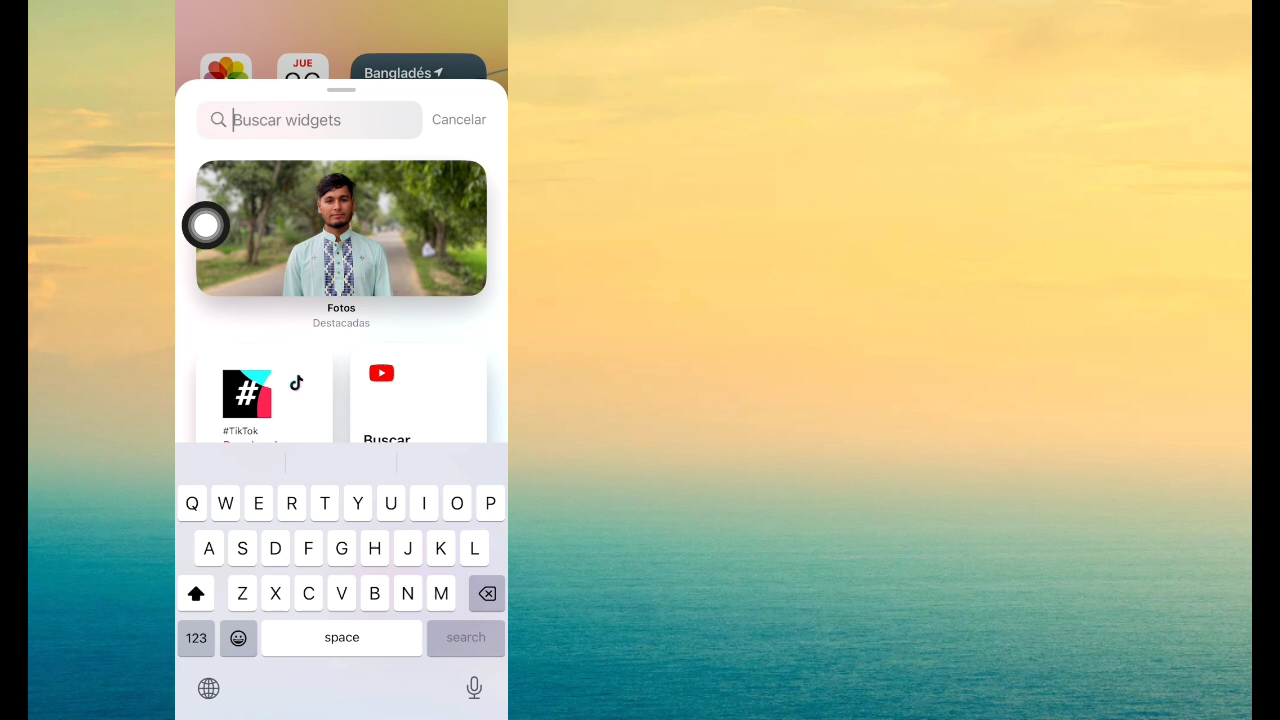 JUE
Bangladés
Buscar widgets
Cancelar
Fotos
Destacadas
#
#TikTok
Buscar
Q W E R T Y U I O P
A S D F G H J K L
Z X C V B N M
123 space search